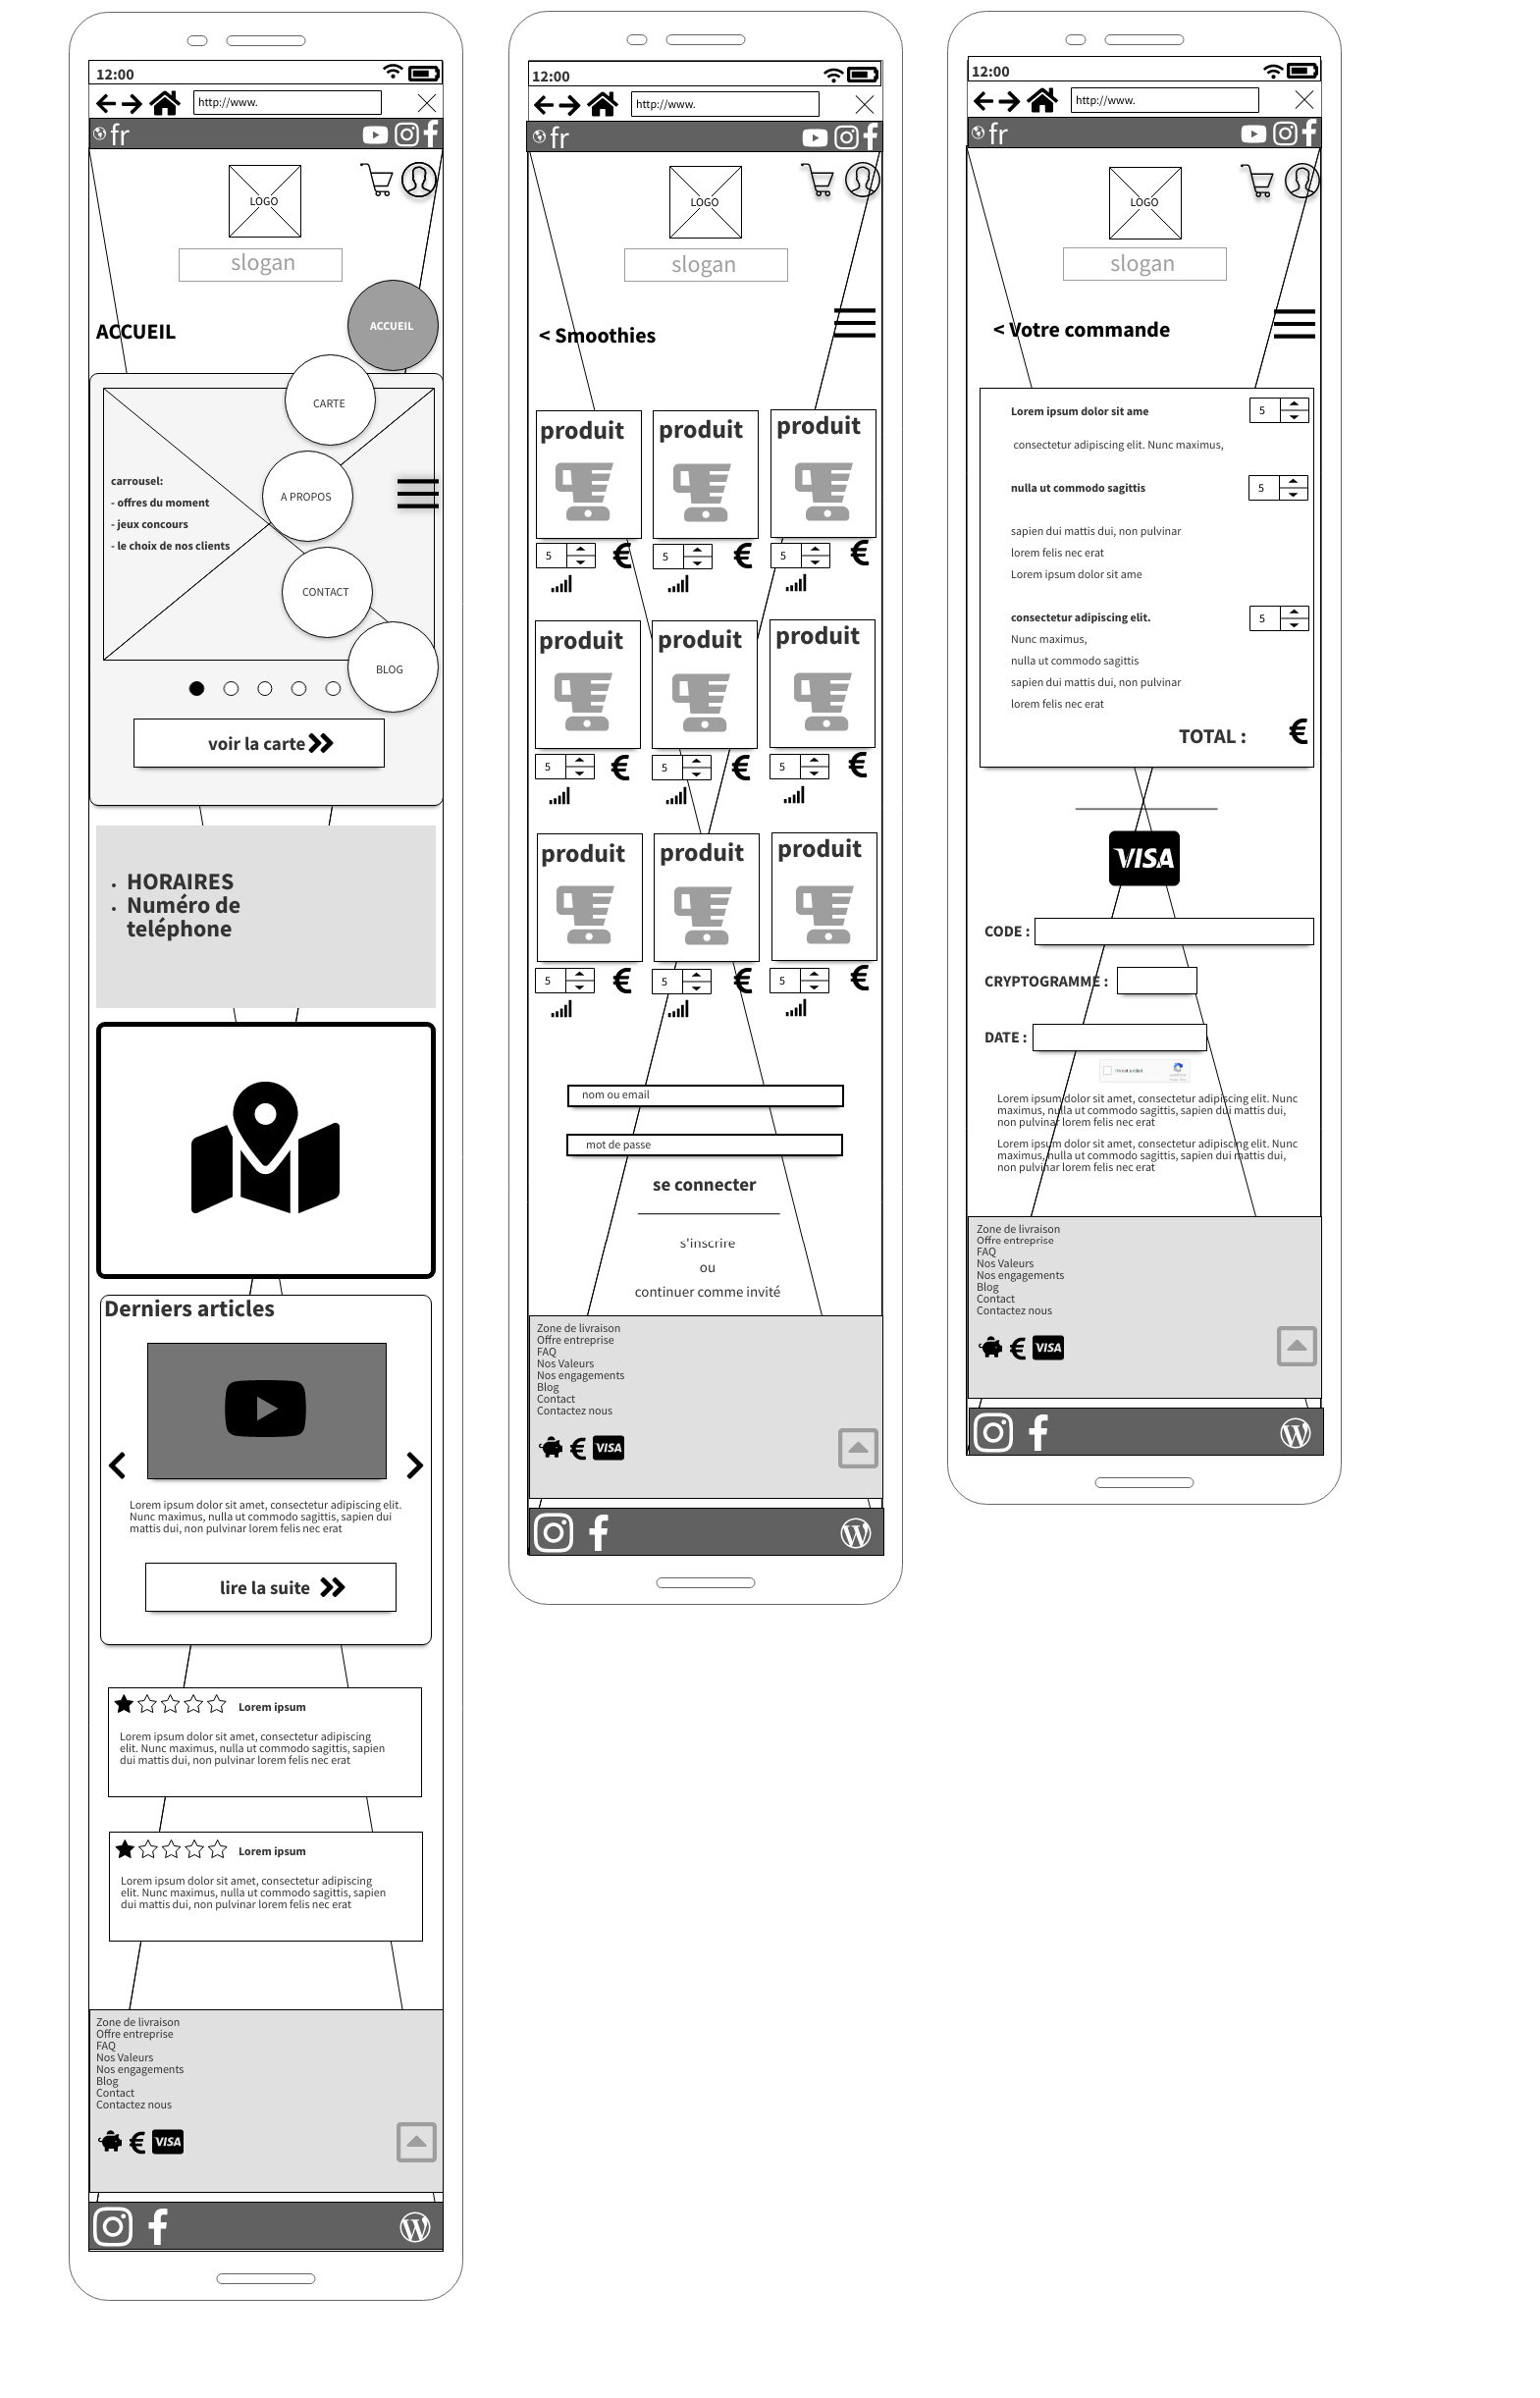 12:00
http://www.
fr
LOGO
slogan
ACCUEIL
ACCUEIL
CARTE
A PROPOS
CONTACT
BLOG
carrousel:
- offres du moment
- jeux concours
- le choix de nos clients
voir la carte
• HORAIRES
• Numéro de
teléphone
Derniers articles
Lorem ipsum dolor sit amet, consectetur adipiscing elit.
Nunc maximus, nulla ut commodo sagittis, sapien dui
mattis dui, non pulvinar lorem felis nec erat
lire la suite
Lorem ipsum
Lorem ipsum dolor sit amet, consectetur adipiscing
elit. Nunc maximus, nulla ut commodo sagittis, sapien
dui mattis dui, non pulvinar lorem felis nec erat
Lorem ipsum
Lorem ipsum dolor sit amet, consectetur adipiscing
elit. Nunc maximus, nulla ut commodo sagittis, sapien
dui mattis dui, non pulvinar lorem felis nec erat
Zone de livraison
Offre entreprise
FAQ
Nos Valeurs
Nos engagements
Blog
Contact
Contactez nous
€ VISA
12:00
http://www.
fr
LOGO
slogan
< Smoothies
produit produit produit
5 € 5 € 5 €
produit produit produit
5 € 5 € 5 €
produit produit produit
5 € 5 € 5 €
nom ou email
mot de passe
se connecter
s'inscrire
ou
continuer comme invité
Zone de livraison
Offre entreprise
FAQ
Nos Valeurs
Nos engagements
Blog
Contact
Contactez nous
€ VISA
12:00
http://www.
fr
LOGO
slogan
< Votre commande
Lorem ipsum dolor sit ame 5
consectetur adipiscing elit. Nunc maximus,
nulla ut commodo sagittis 5
sapien dui mattis dui, non pulvinar
lorem felis nec erat
Lorem ipsum dolor sit ame
consectetur adipiscing elit. 5
Nunc maximus,
nulla ut commodo sagittis
sapien dui mattis dui, non pulvinar
lorem felis nec erat
TOTAL : €
VISA
CODE :
CRYPTOGRAMME :
DATE :
Lorem ipsum dolor sit amet, consectetur adipiscing elit. Nunc
maximus, nulla ut commodo sagittis, sapien dui mattis dui,
non pulvinar lorem felis nec erat
Lorem ipsum dolor sit amet, consectetur adipiscing elit. Nunc
maximus, nulla ut commodo sagittis, sapien dui mattis dui,
non pulvinar lorem felis nec erat
Zone de livraison
Offre entreprise
FAQ
Nos Valeurs
Nos engagements
Blog
Contact
Contactez nous
€ VISA